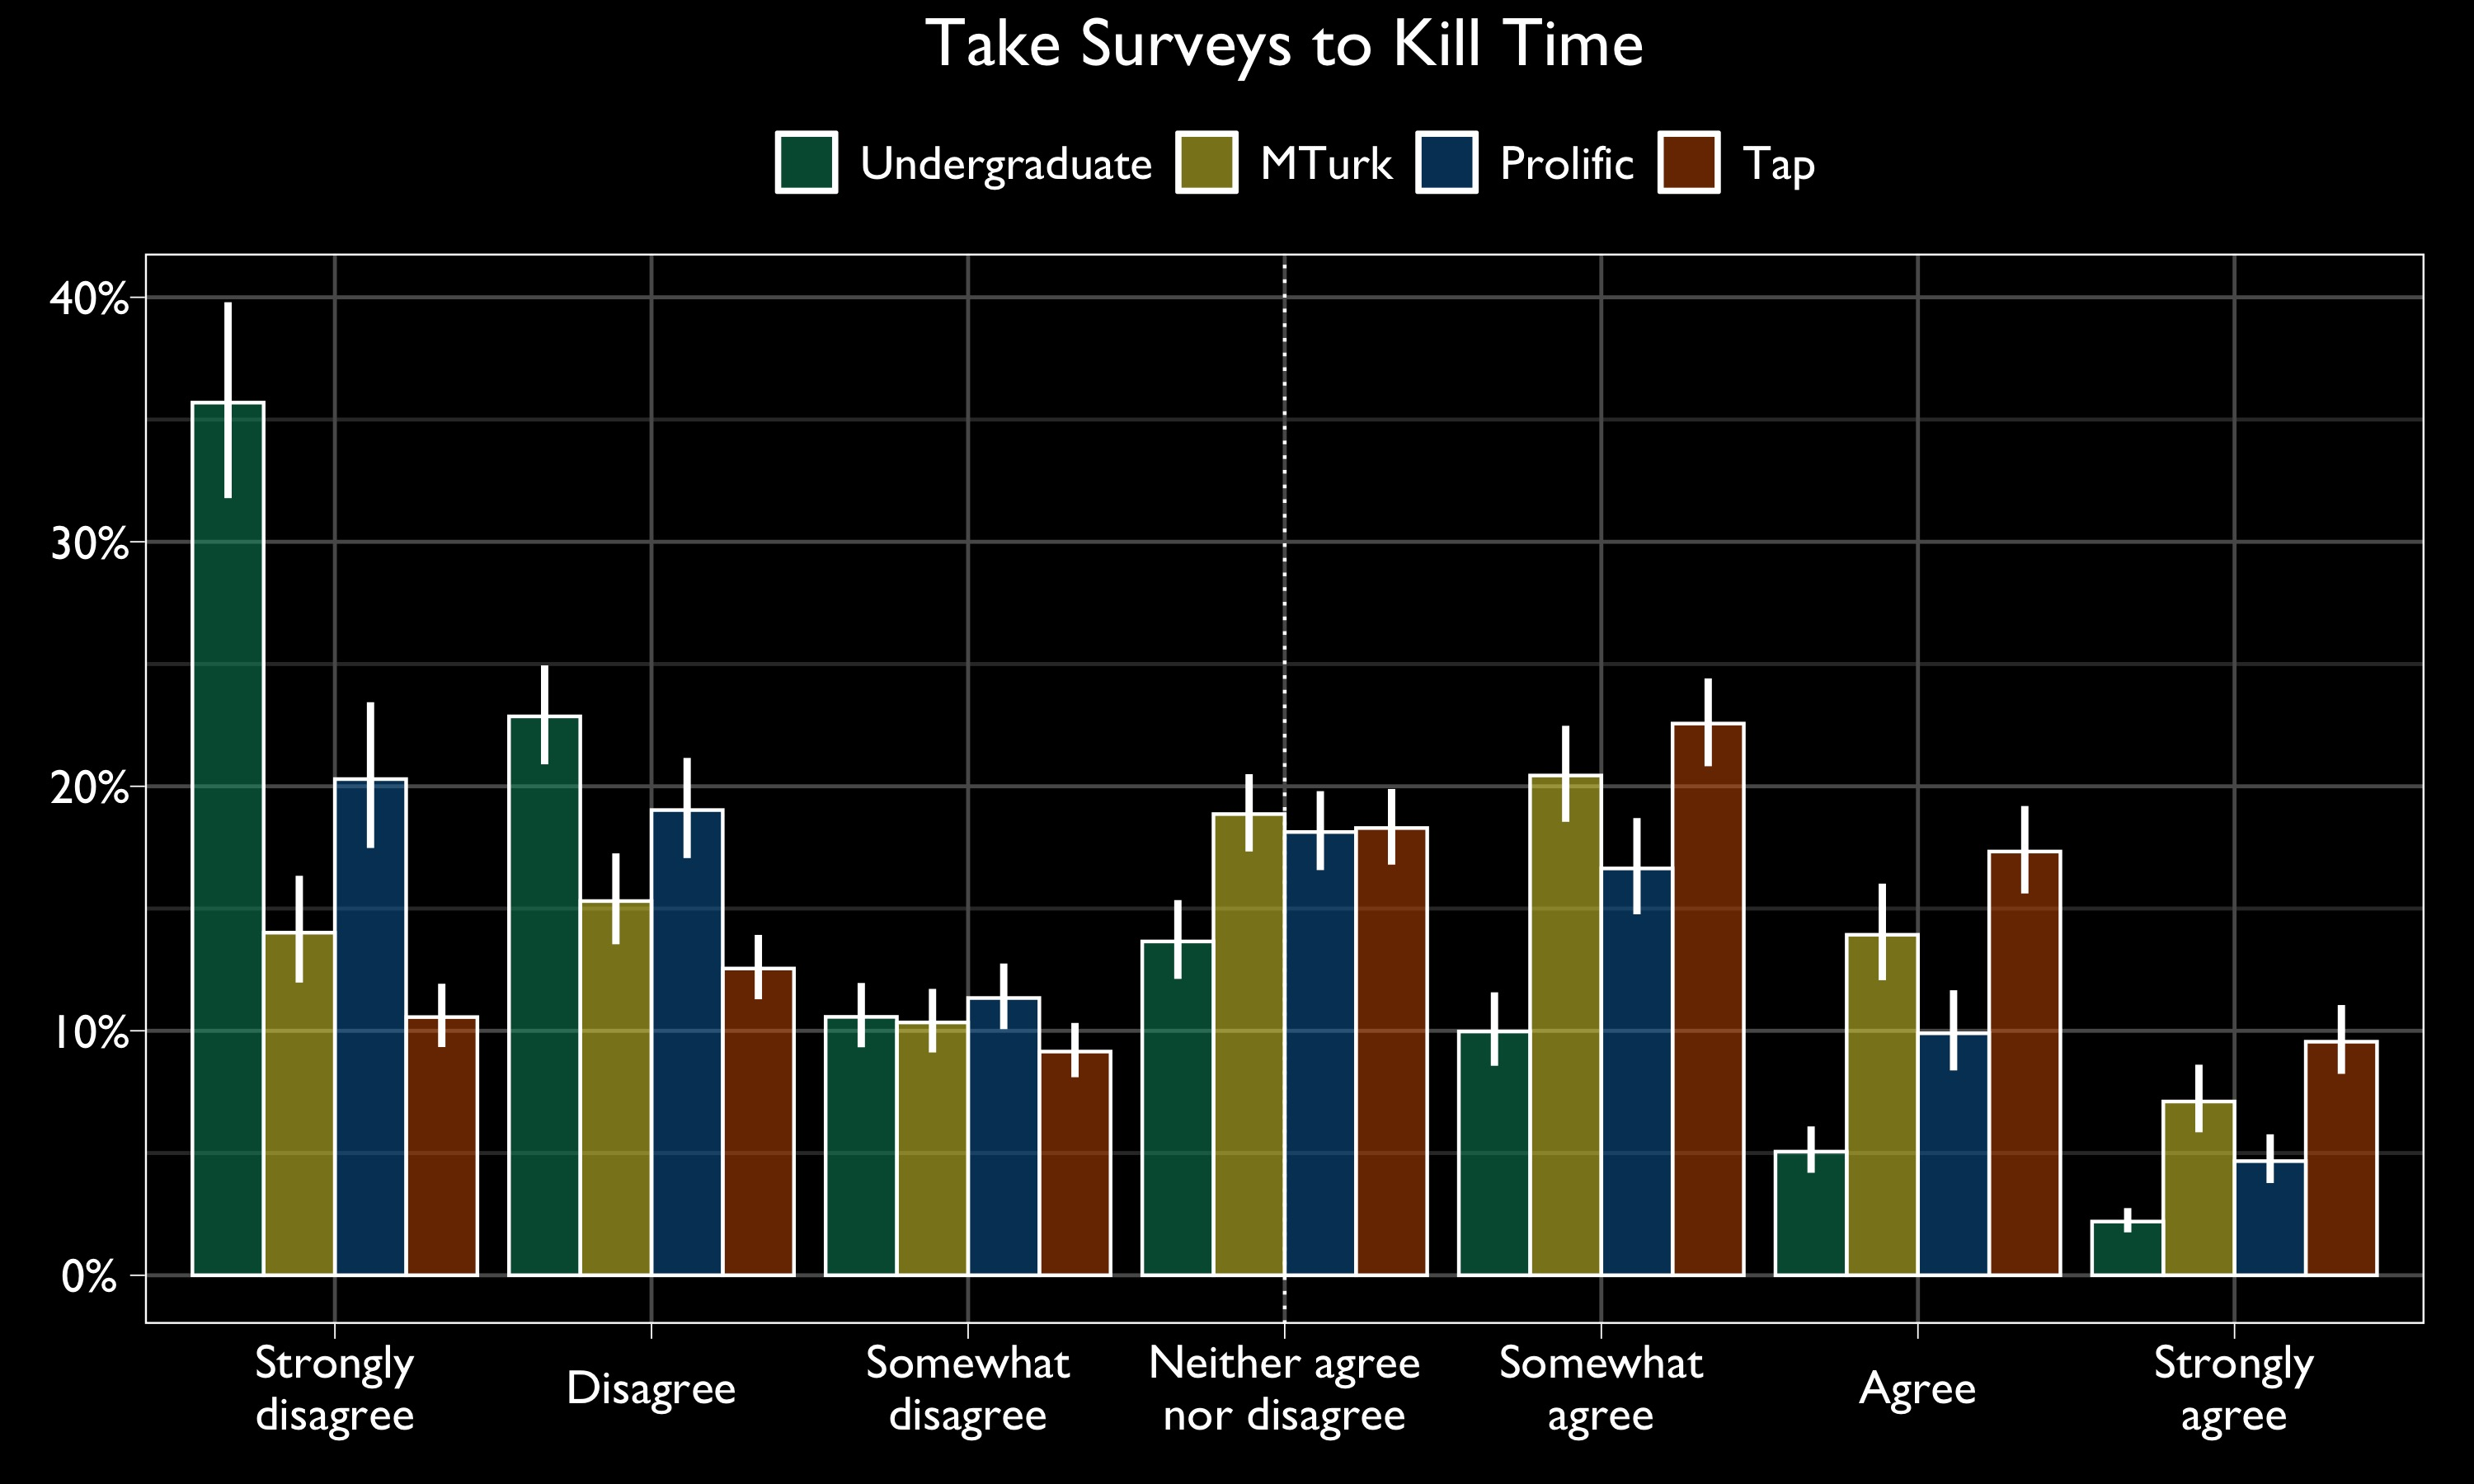 Take Surveys to Kill Time
Undergraduate MTurk Prolific Tap
40%
30%
20%
10%
0%
Strongly disagree
Disagree
Somewhat disagree
Neither agree nor disagree
Somewhat agree
Agree
Strongly agree